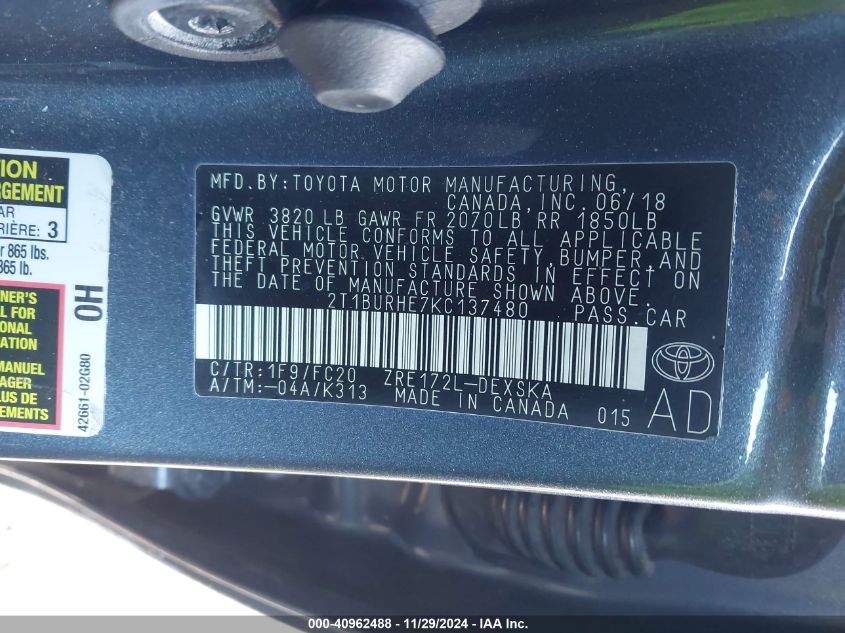 TION
RGEMENT
AR
RIÈRE: 3
r 865 lbs.
865 lb.
OH
NER'S
FOR
ONAL
ATION
MANUEL
AGER
LUS DE
42661-02G80
MFD. BY: TOYOTA MOTOR MANUFACTURING,
CANADA, INC. 06/18
GVWR 3820 LB GAWR FR 2070LB RR 1850LB
THIS VEHICLE CONFORMS TO ALL APPLICABLE
FEDERAL MOTOR VEHICLE SAFETY, BUMPER, AND
THEFT PREVENTION STANDARDS IN EFFECT ON
THE DATE OF MANUFACTURE SHOWN ABOVE.
2T1BURHE7KC137480 PASS.CAR
C/TR: 1F9/FC20 ZRE172L-DEXSKA
A/TM: -04A/K313 MADE IN CANADA 015
AD
000-40962488 - 11/29/2024 - IAA Inc.